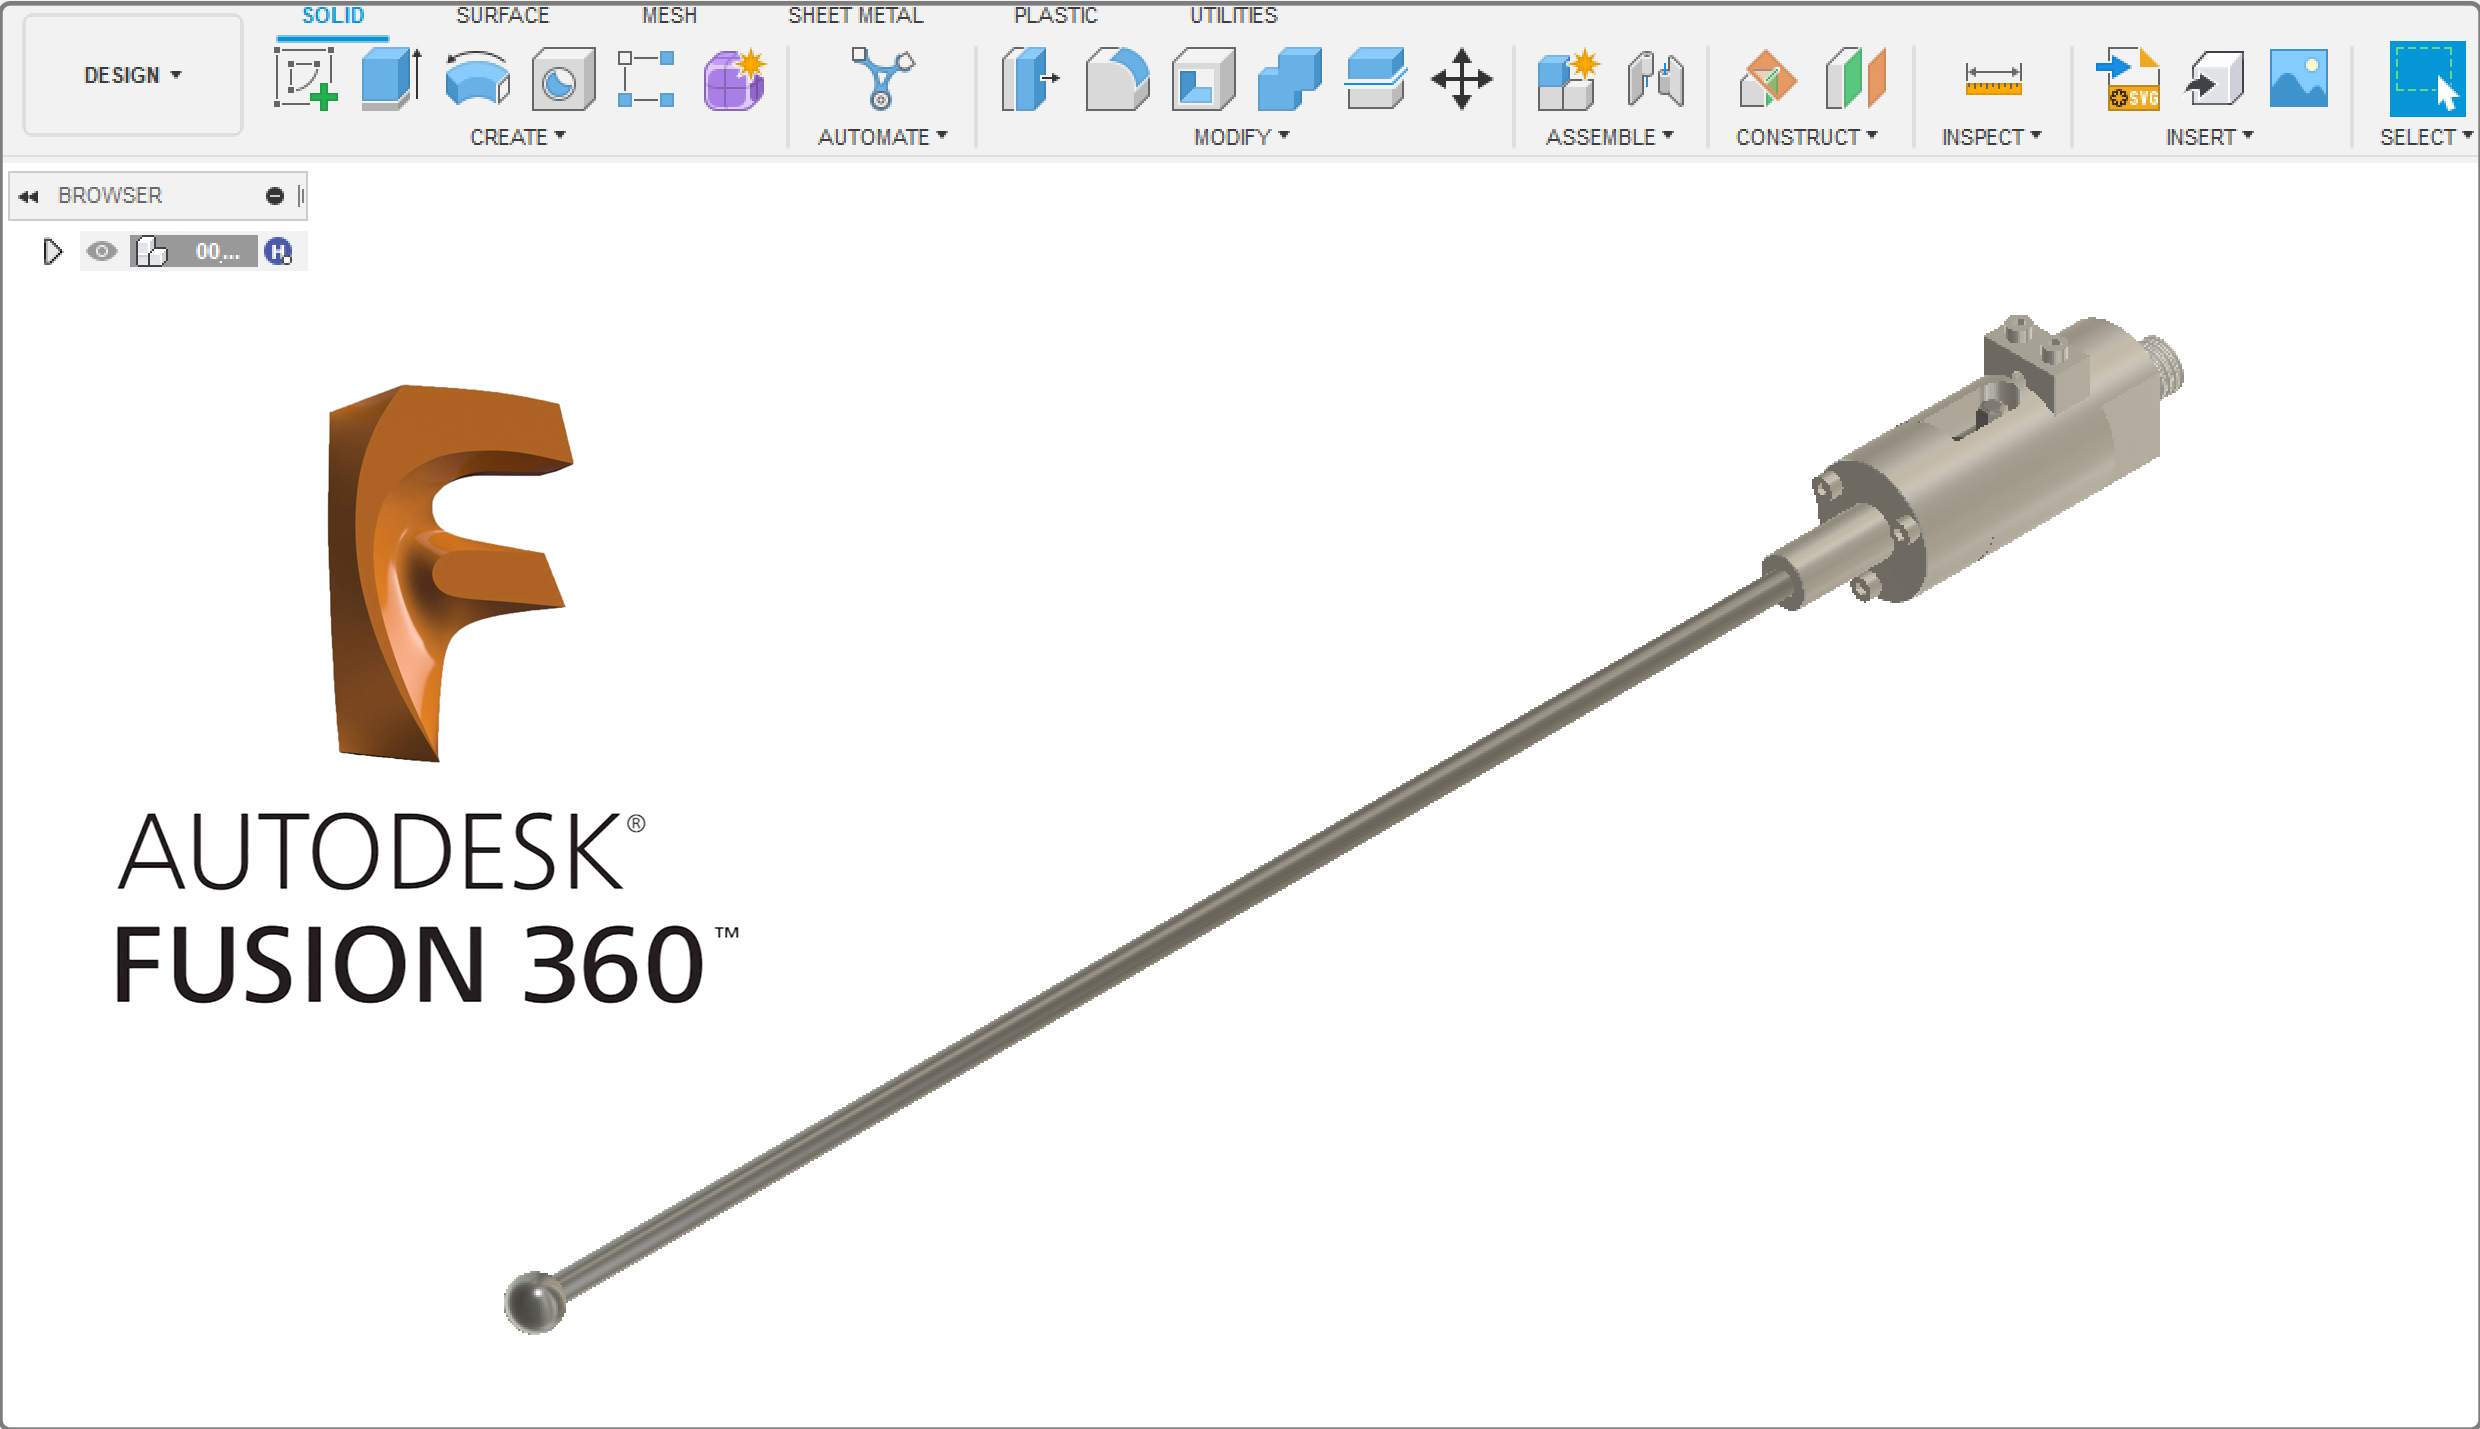 SOLID SURFACE MESH SHEET METAL PLASTIC UTILITIES
DESIGN
SVG
CREATE AUTOMATE MODIFY ASSEMBLE CONSTRUCT INSPECT INSERT SELECT
BROWSER
00_... H
AUTODESK®
FUSION 360™